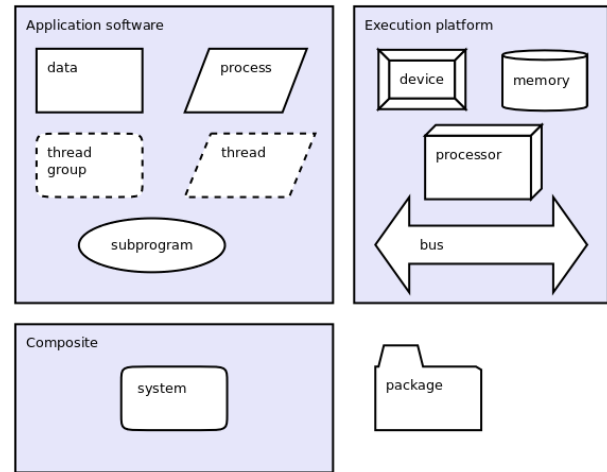 Application software
data
process
thread
group
thread
subprogram
Execution platform
device
memory
processor
bus
Composite
system
package